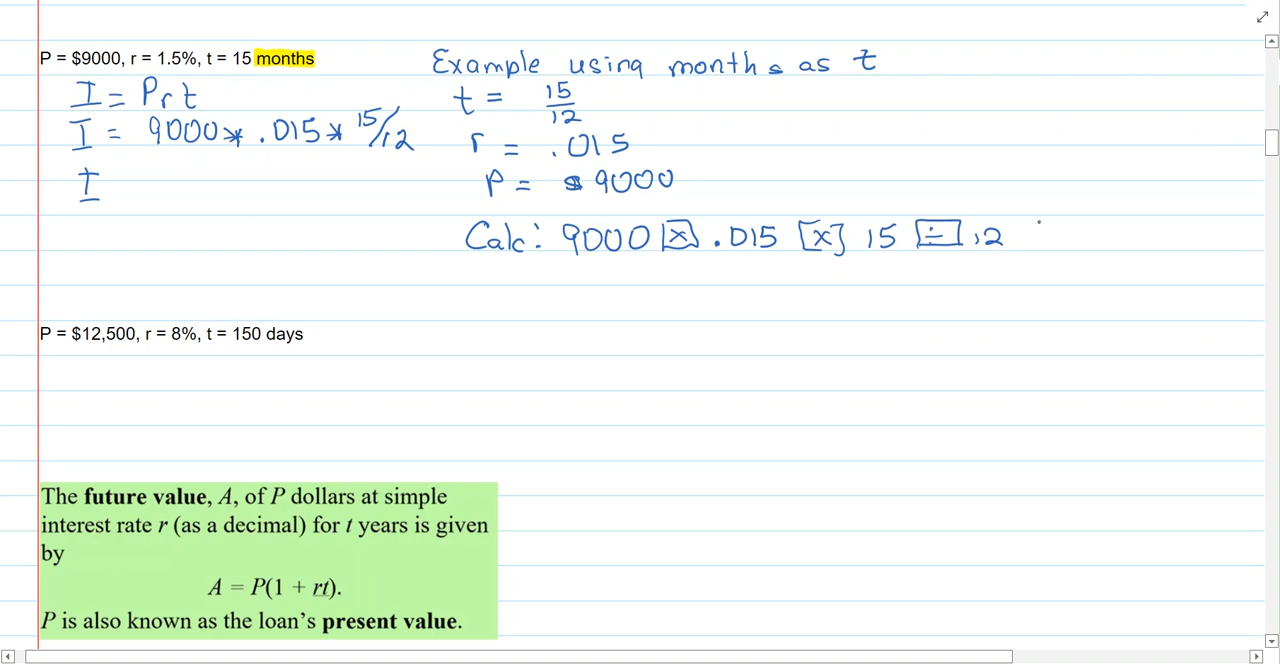 P = $9000, r = 1.5%, t = 15 months
Example using months as t
I = Prt
t = 15/12
I = 9000 * .015 * 15/12
r = .015
I
P = $9000
Calc: 9000 [x] .015 [x] 15 [÷] 12
P = $12,500, r = 8%, t = 150 days
The future value, A, of P dollars at simple
interest rate r (as a decimal) for t years is given
by
A = P(1 + rt).
P is also known as the loan's present value.